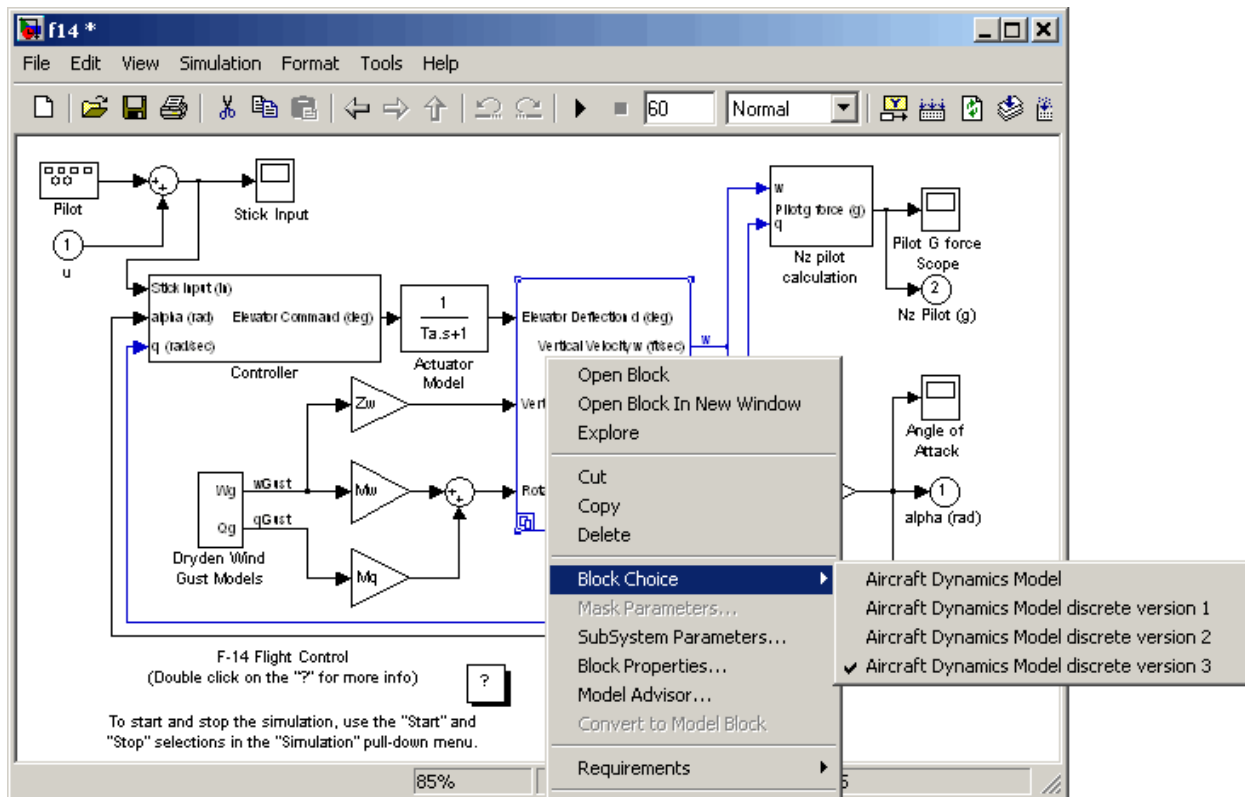 f14 *
File Edit View Simulation Format Tools Help
60 Normal
Pilot
Stick Input
1
u
w
Pilot g force (g)
q
Nz pilot
calculation
Pilot G force
Scope
2
Nz Pilot (g)
Stick Input (in)
alpha (rad) Elevator Command (deg)
q (rad/sec)
Controller
1
Ta.s+1
Actuator
Model
Elevator Deflection d (deg)
Vertical Velocity w (ft/sec)
w
Zw
Vert
Mw
Rota
Wg wGust
Qg qGust
Dryden Wind
Gust Models
Mq
Angle of
Attack
1
alpha (rad)
Open Block
Open Block In New Window
Explore
Cut
Copy
Delete
Block Choice
Mask Parameters...
SubSystem Parameters...
Block Properties...
Model Advisor...
Convert to Model Block
Requirements
Aircraft Dynamics Model
Aircraft Dynamics Model discrete version 1
Aircraft Dynamics Model discrete version 2
Aircraft Dynamics Model discrete version 3
F-14 Flight Control
(Double click on the "?" for more info)
?
To start and stop the simulation, use the "Start" and
"Stop" selections in the "Simulation" pull-down menu.
85%